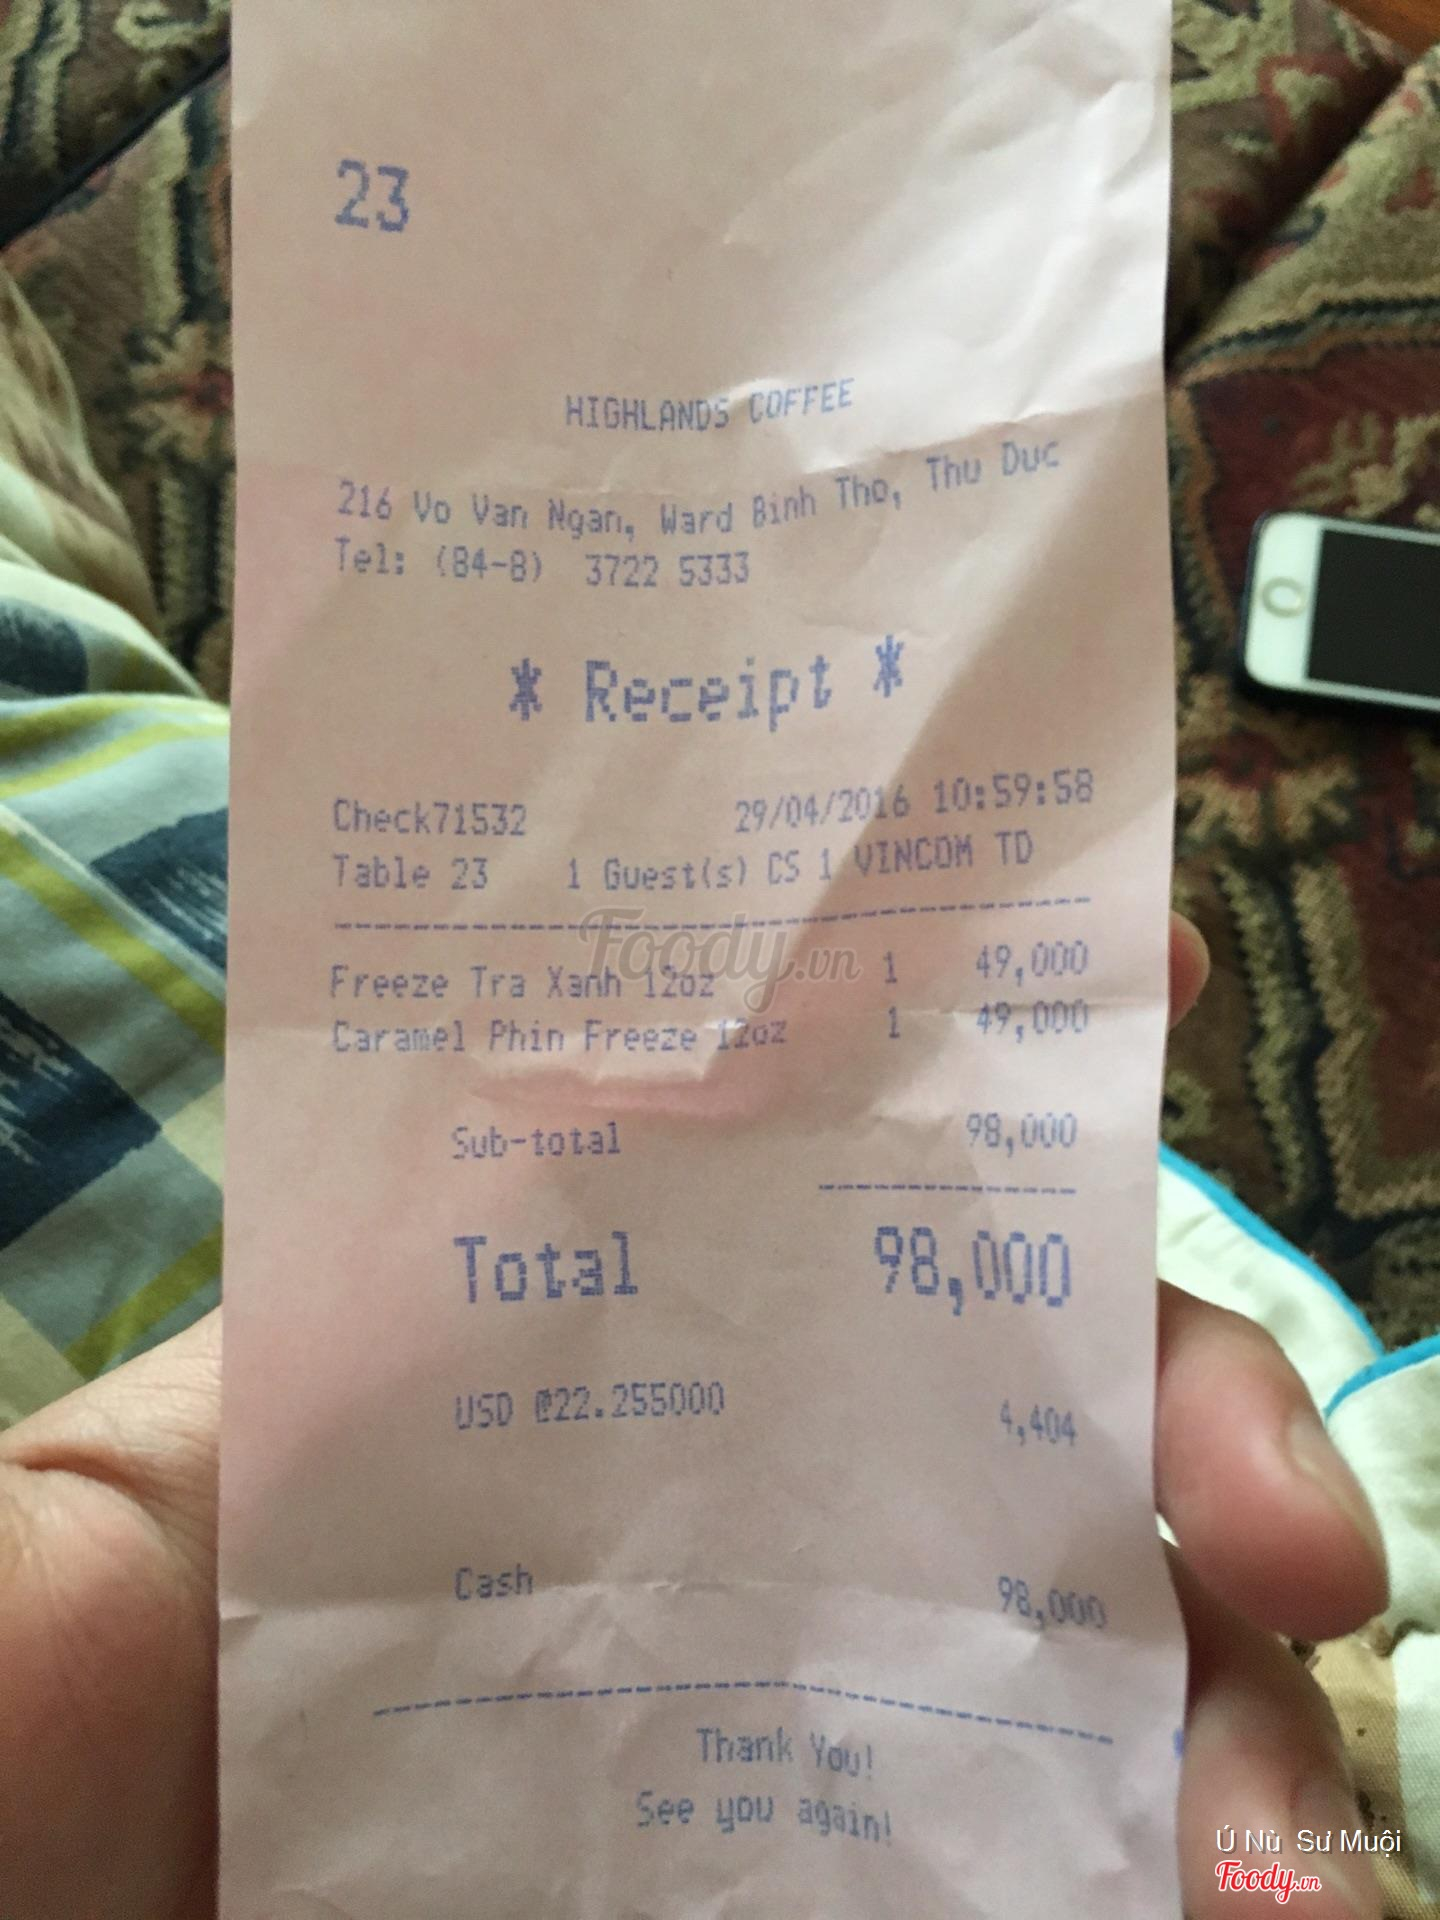 23
HIGHLANDS COFFEE
216 Vo Van Ngan, Ward Binh Tho, Thu Duc
Tel: (84-8) 3722 5333
* Receipt *
Check71532 29/04/2016 10:59:58
Table 23 1 Guest(s) CS 1 VINCOM TD
Foody.vn
Freeze Tra Xanh 12oz 1 49,000
Caramel Phin Freeze 12oz 1 49,000
Sub-total 98,000
Total 98,000
USD @22.255000 4,404
Cash 98,000
Thank You!
See you again!
Ú Nù Sư Muội
Foody.vn